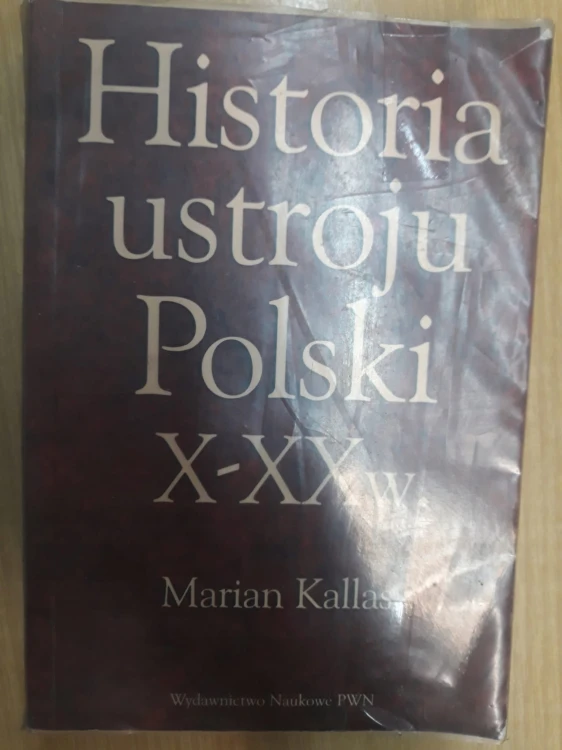 Historia
ustroju
Polski
X-XX w.
Marian Kallas
Wydawnictwo Naukowe PWN